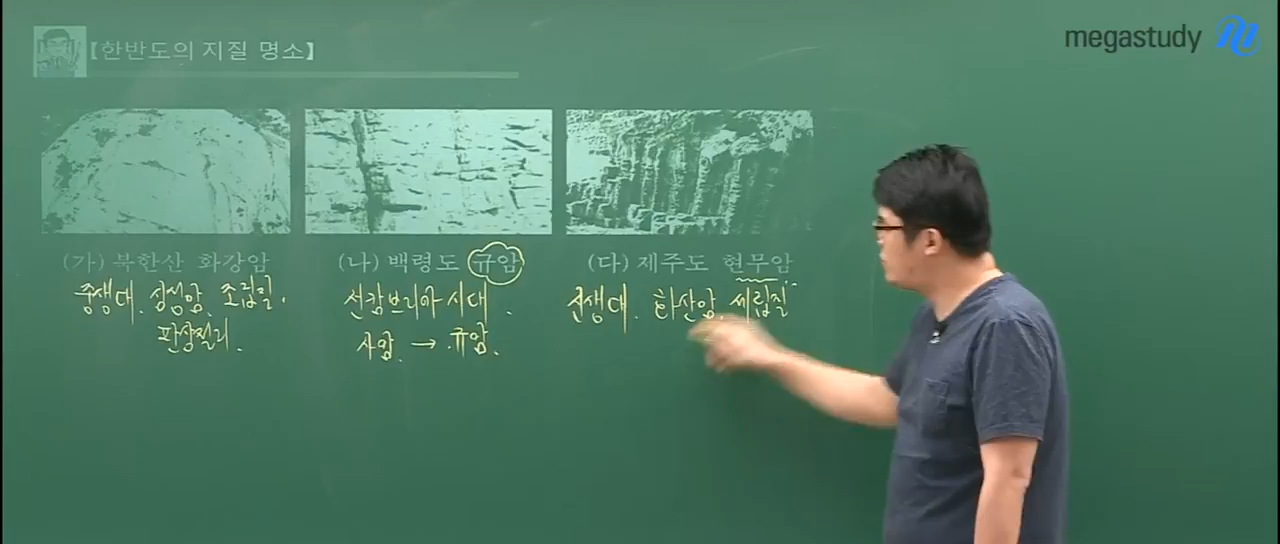 【한반도의 지질 명소】
megastudy
(가) 북한산 화강암
(나) 백령도 규암
(다) 제주도 현무암
중생대. 심성암. 조립질.
판상절리.
선캄브리아 시대.
사암. → 규암.
신생대. 화산암. 세립질.